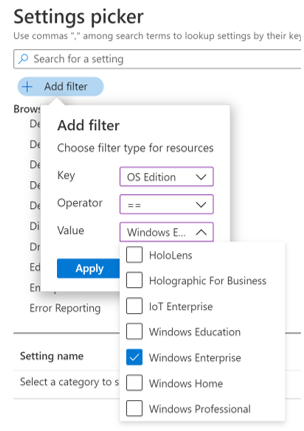 Settings picker
Use commas "," among search terms to lookup settings by their
Search for a setting
+ Add filter
Brows
De
De
De
De
De
Di
Dr
Ed
En
Error Reporting
Add filter
Choose filter type for resources
Key
OS Edition
Operator
==
Value
Windows E...
Apply
HoloLens
Holographic For Business
IoT Enterprise
Windows Education
Windows Enterprise
Windows Home
Windows Professional
Setting name
Select a category to s